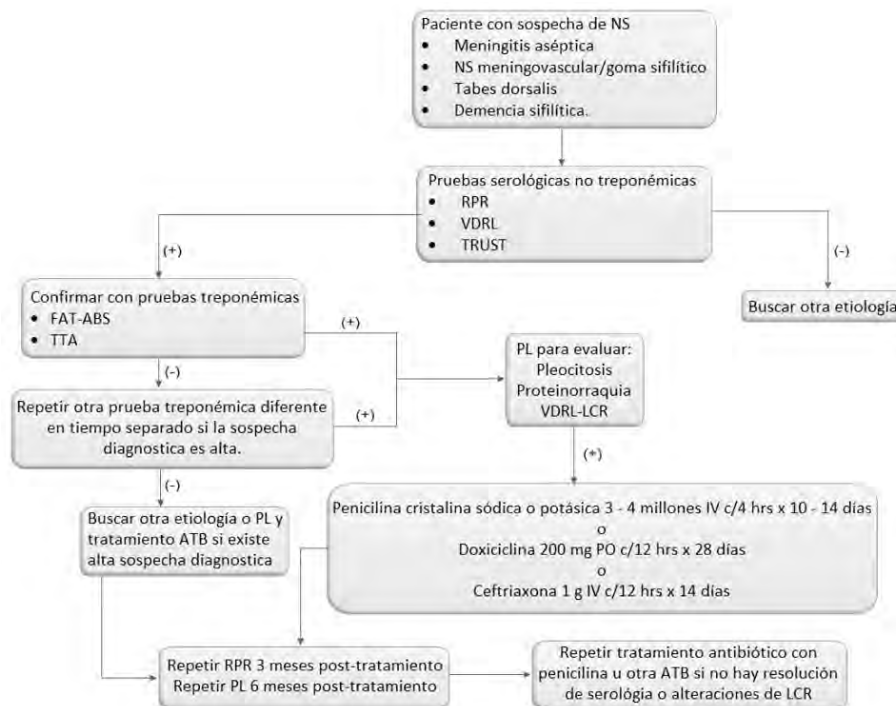 Paciente con sospecha de NS
• Meningitis aséptica
• NS meningovascular/goma sifilítico
• Tabes dorsalis
• Demencia sifilítica.
Pruebas serológicas no treponémicas
• RPR
• VDRL
• TRUST
(+)
(-)
Buscar otra etiología
Confirmar con pruebas treponémicas
• FAT-ABS
• TTA
(+)
(-)
Repetir otra prueba treponémica diferente
en tiempo separado si la sospecha
diagnostica es alta.
(+)
PL para evaluar:
Pleocitosis
Proteinorraquia
VDRL-LCR
(+)
(-)
Buscar otra etiología o PL y
tratamiento ATB si existe
alta sospecha diagnostica
Penicilina cristalina sódica o potásica 3 - 4 millones IV c/4 hrs x 10 - 14 días
o
Doxiciclina 200 mg PO c/12 hrs x 28 días
o
Ceftriaxona 1 g IV c/12 hrs x 14 días
Repetir RPR 3 meses post-tratamiento
Repetir PL 6 meses post-tratamiento
Repetir tratamiento antibiótico con
penicilina u otra ATB si no hay resolución
de serológia o alteraciones de LCR